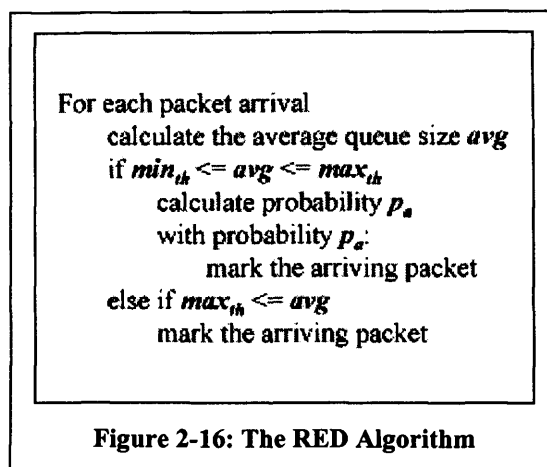 For each packet arrival
calculate the average queue size avg
if min_th <= avg <= max_th
calculate probability p_a
with probability p_a:
mark the arriving packet
else if max_th <= avg
mark the arriving packet
Figure 2-16: The RED Algorithm